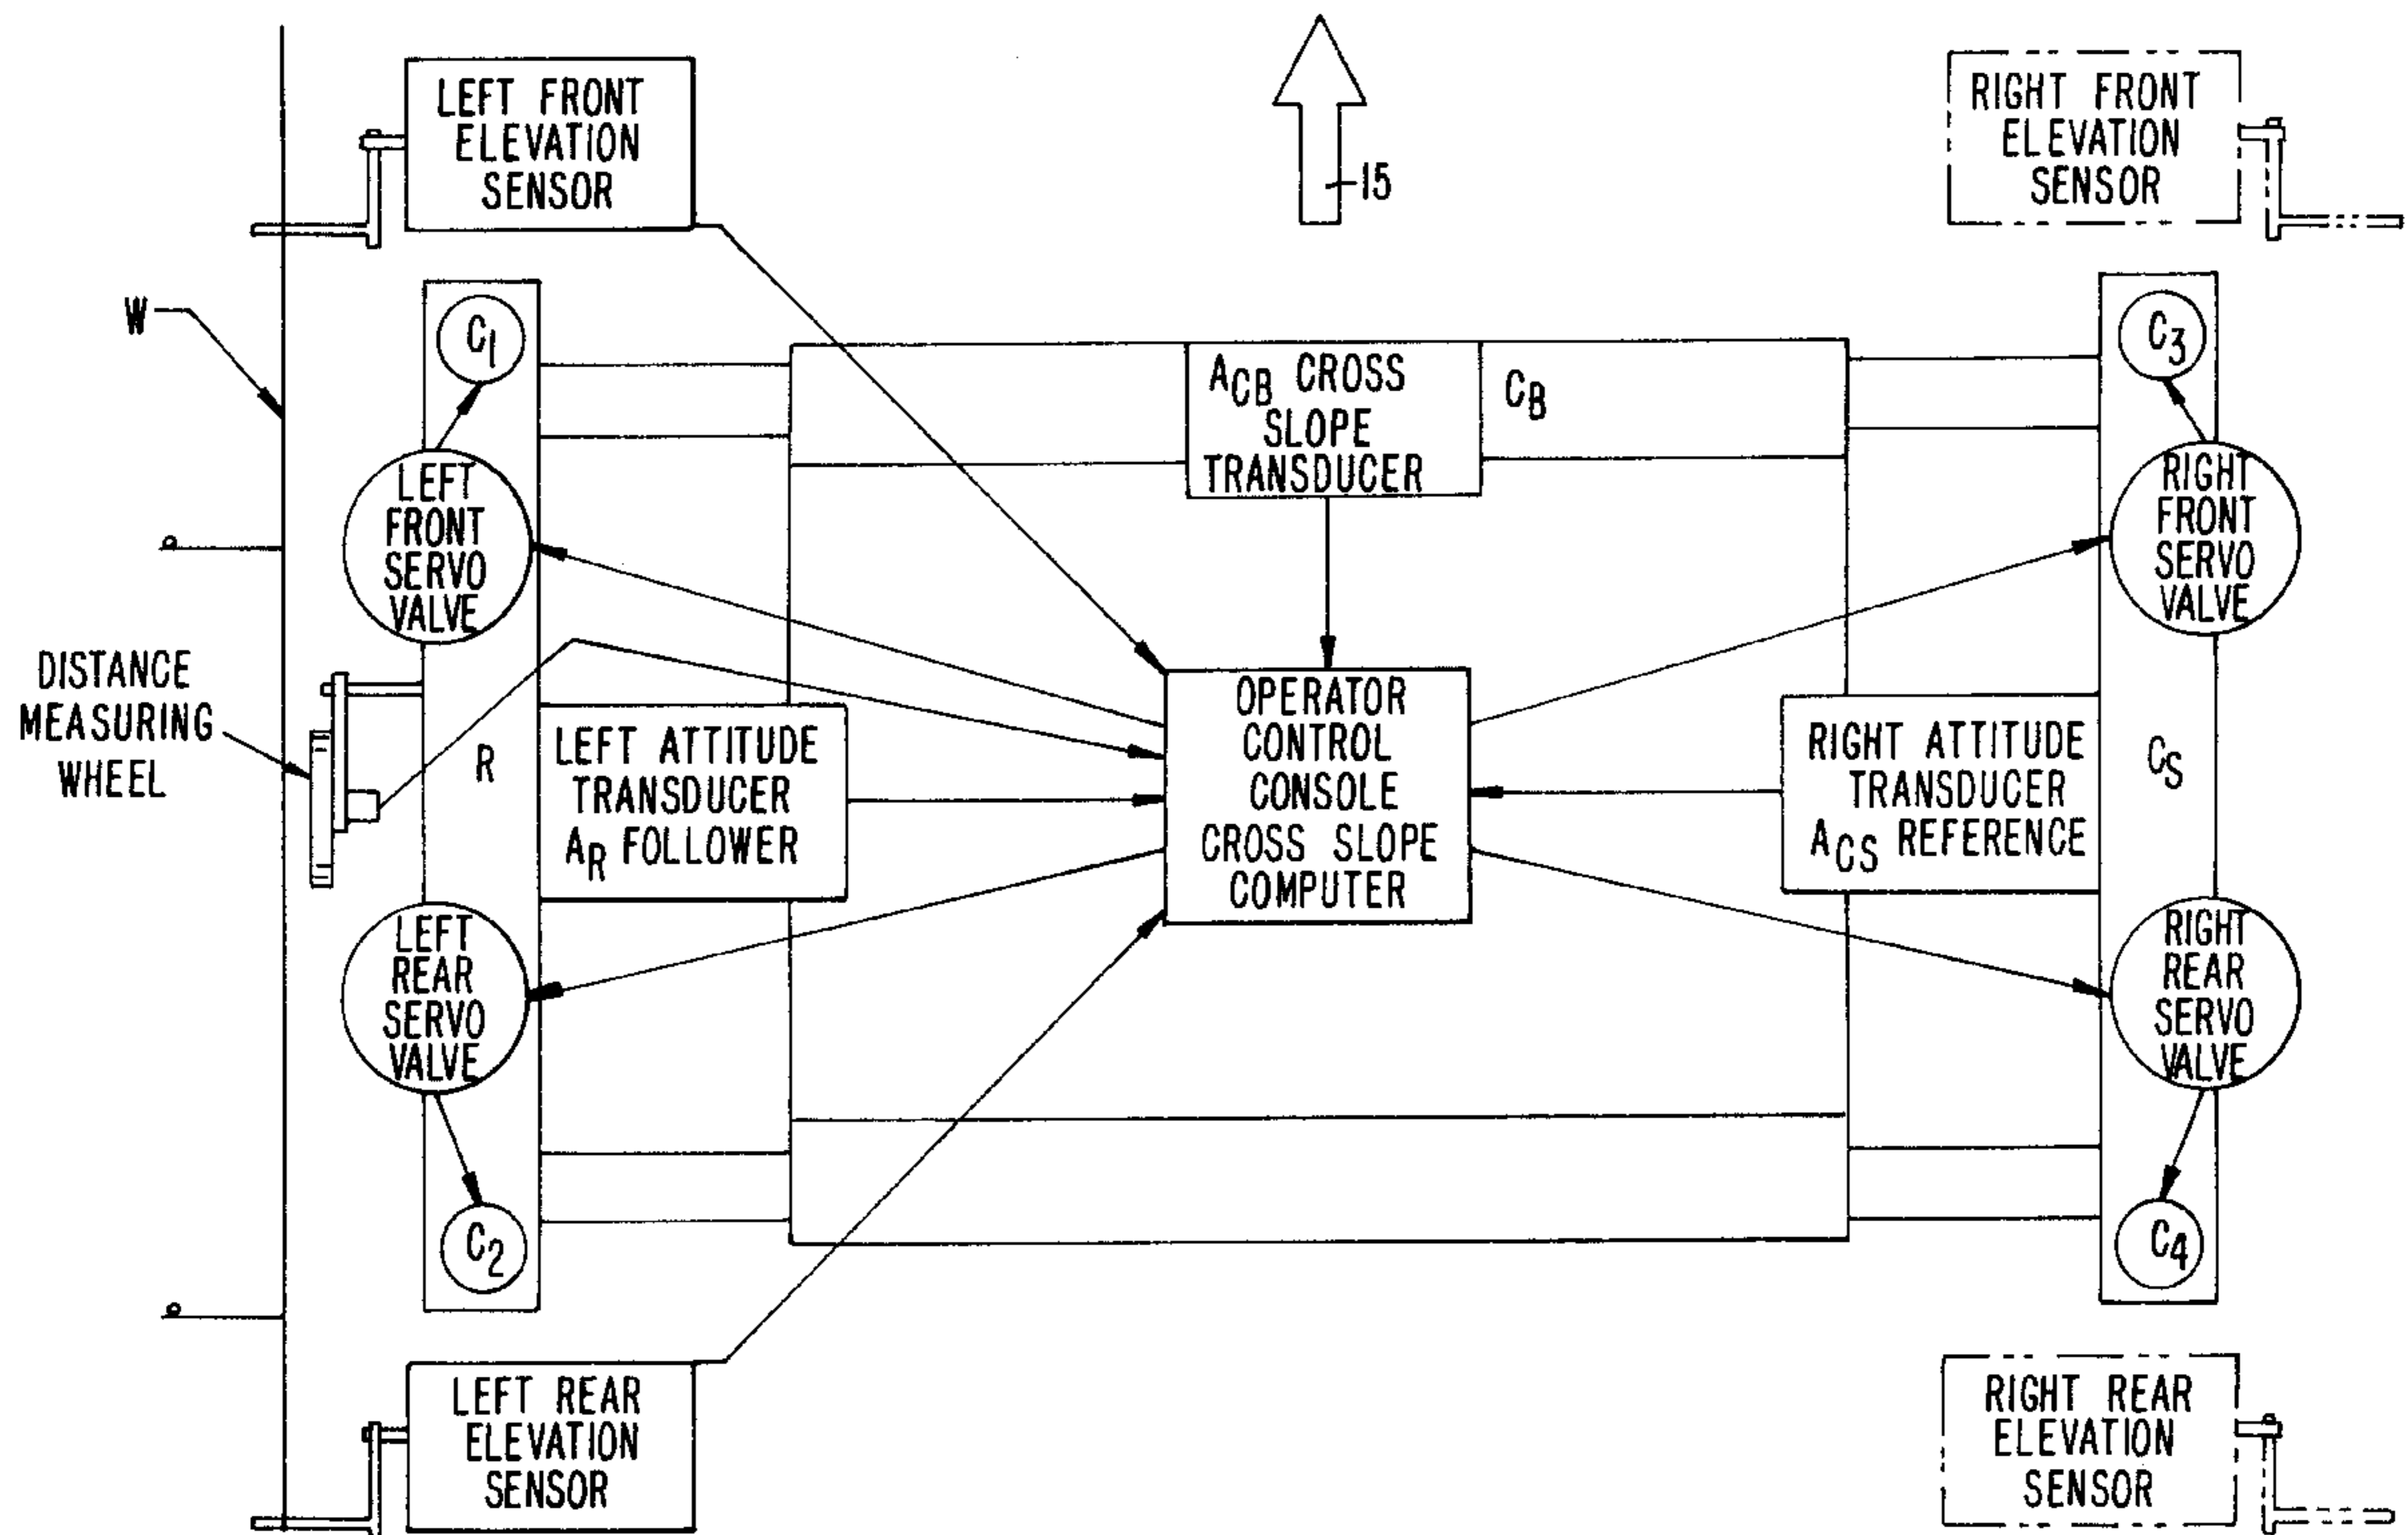 LEFT FRONT
ELEVATION
SENSOR
15
RIGHT FRONT
ELEVATION
SENSOR
W
C1
ACB CROSS
SLOPE
TRANSDUCER
CB
C3
LEFT
FRONT
SERVO
VALVE
RIGHT
FRONT
SERVO
VALVE
DISTANCE
MEASURING
WHEEL
R
LEFT ATTITUDE
TRANSDUCER
AR FOLLOWER
OPERATOR
CONTROL
CONSOLE
CROSS SLOPE
COMPUTER
RIGHT ATTITUDE
TRANSDUCER
ACS REFERENCE
CS
LEFT
REAR
SERVO
VALVE
RIGHT
REAR
SERVO
VALVE
C2
C4
LEFT REAR
ELEVATION
SENSOR
RIGHT REAR
ELEVATION
SENSOR